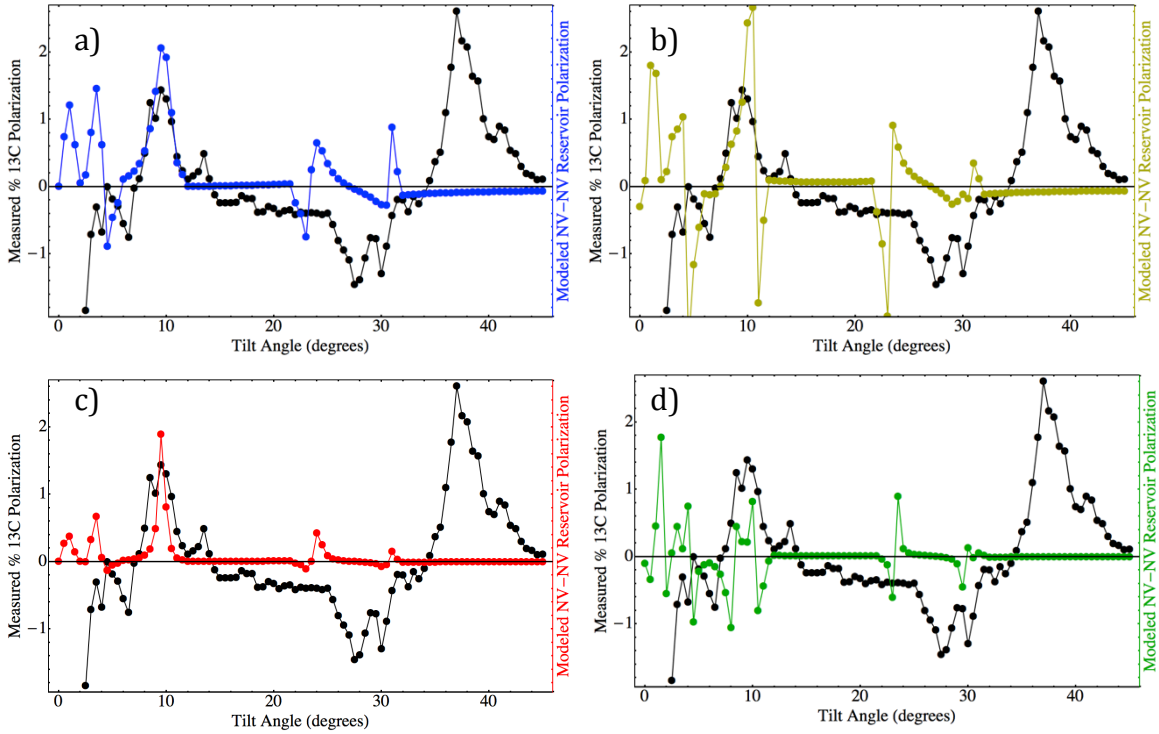 a)
2
1
0
−1
Measured % 13C Polarization
Modeled NV−NV Reservoir Polarization
0
10
20
30
40
Tilt Angle (degrees)
b)
2
1
0
−1
Measured % 13C Polarization
Modeled NV−NV Reservoir Polarization
0
10
20
30
40
Tilt Angle (degrees)
c)
2
1
0
−1
Measured % 13C Polarization
Modeled NV−NV Reservoir Polarization
0
10
20
30
40
Tilt Angle (degrees)
d)
2
1
0
−1
Measured % 13C Polarization
Modeled NV−NV Reservoir Polarization
0
10
20
30
40
Tilt Angle (degrees)